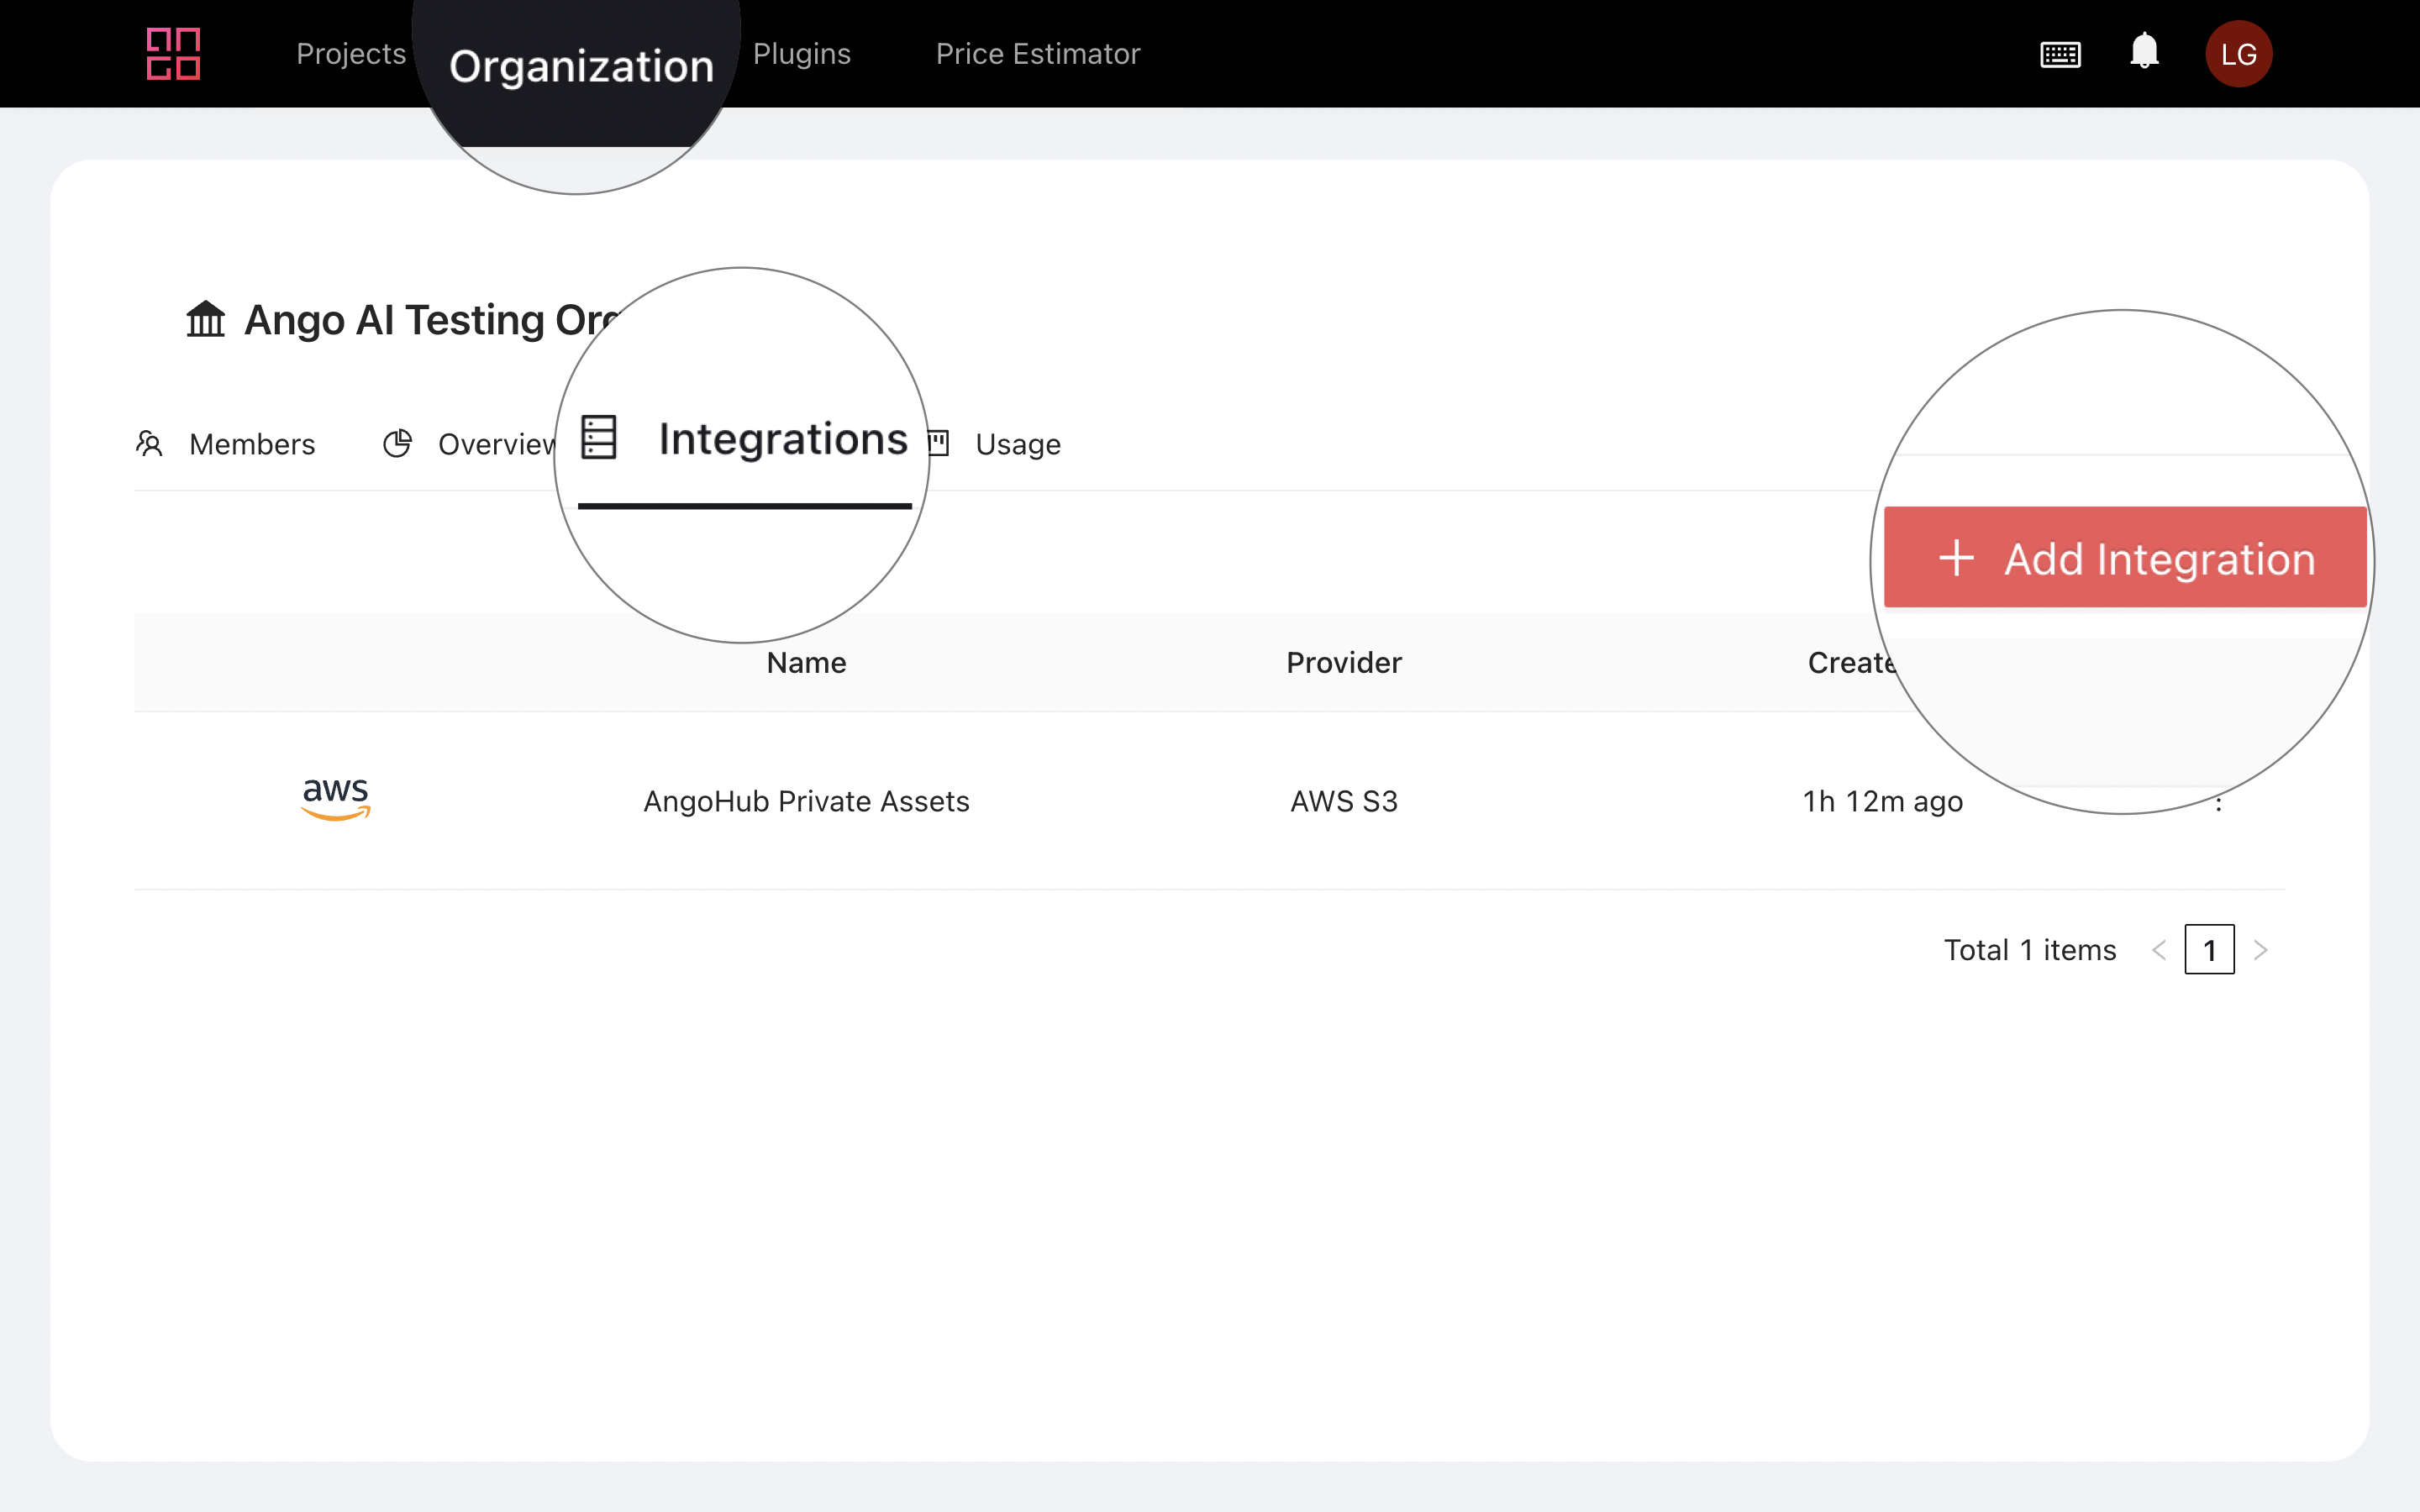 Projects Organization Plugins Price Estimator LG
Ango AI Testing Org
Members Overview Integrations Usage
+ Add Integration
Name Provider Create
aws AngoHub Private Assets AWS S3 1h 12m ago
Total 1 items < 1 >